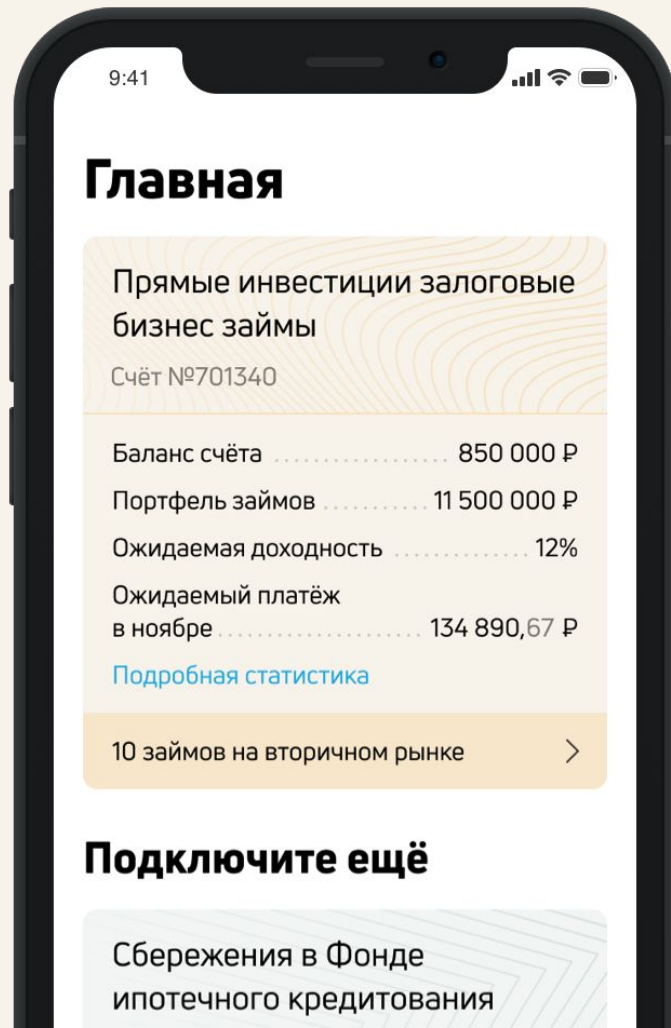 9:41
Главная
Прямые инвестиции залоговые
бизнес займы
Счёт №701340
Баланс счёта .................. 850 000 ₽
Портфель займов ........... 11 500 000 ₽
Ожидаемая доходность .............. 12%
Ожидаемый платёж
в ноябре ..................... 134 890,67 ₽
Подробная статистика
10 займов на вторичном рынке
Подключите ещё
Сбережения в Фонде
ипотечного кредитования